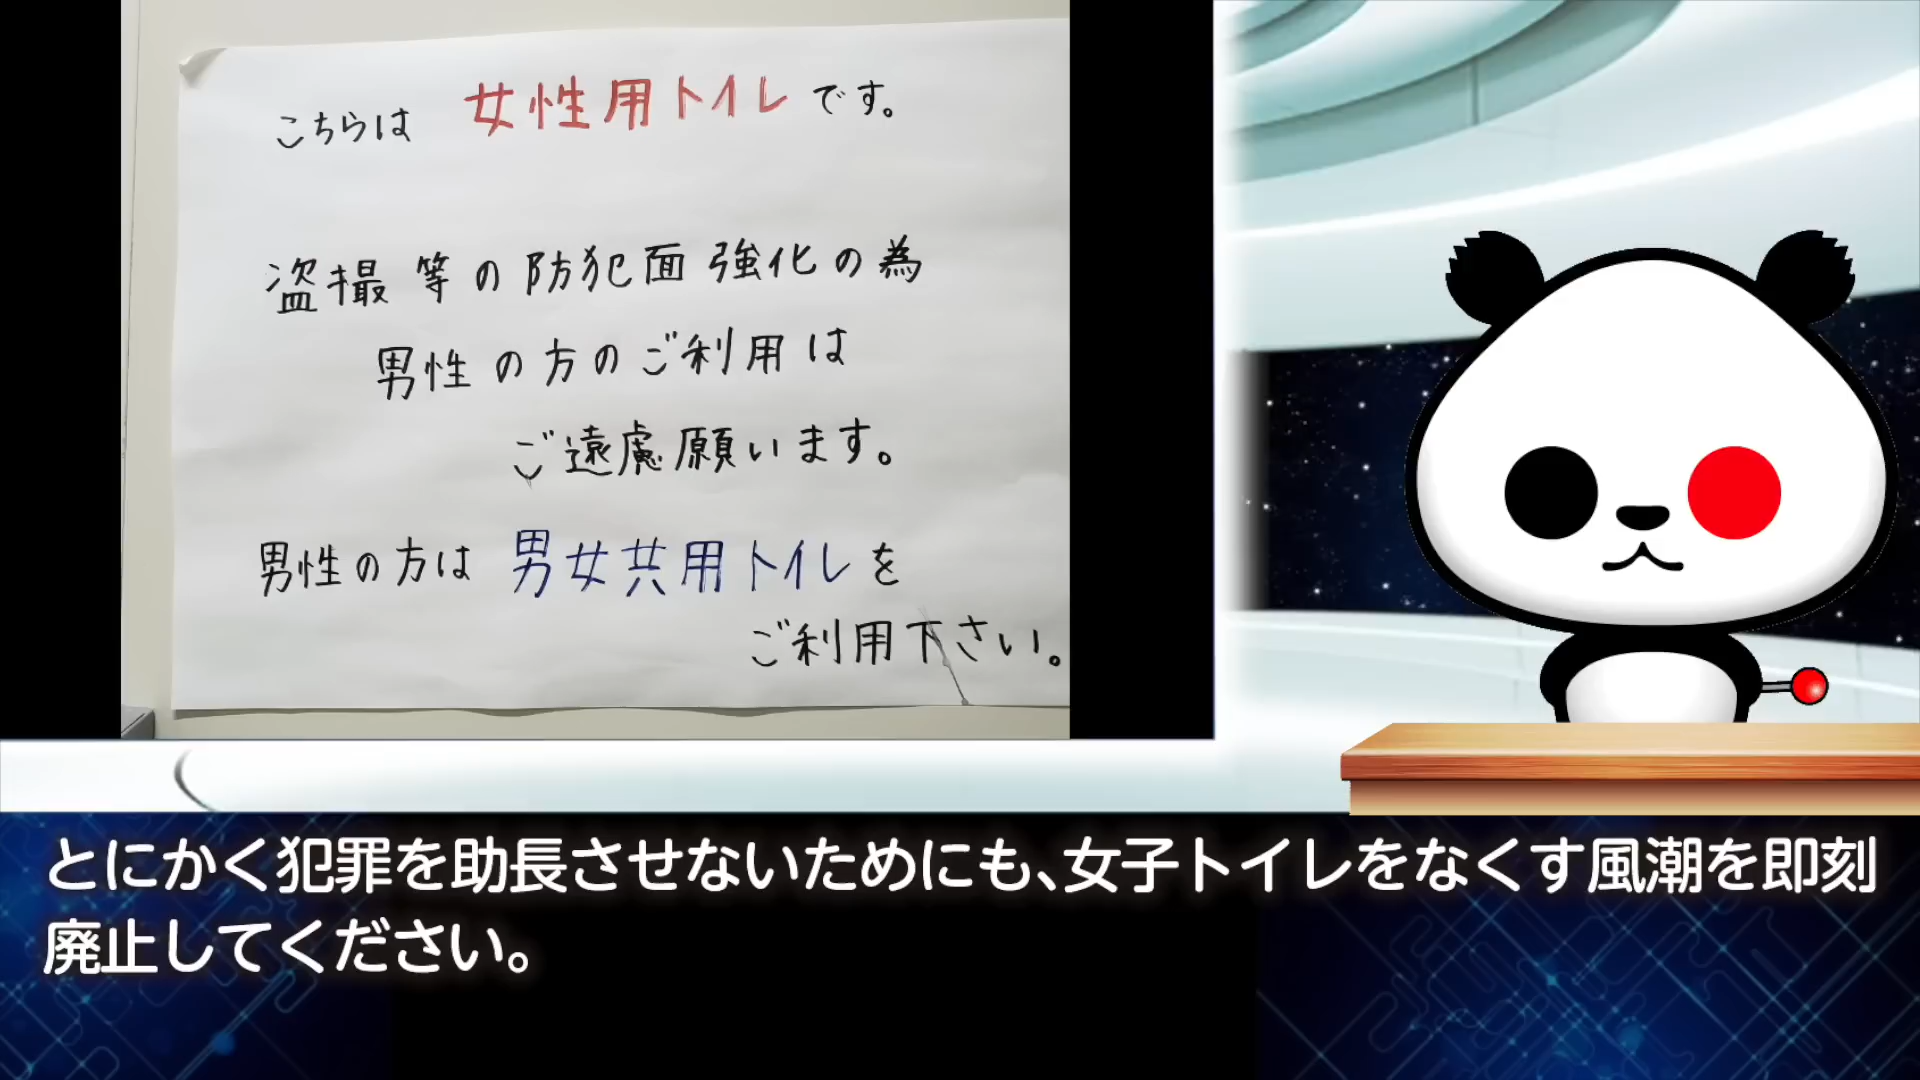 こちらは 女性用トイレです。
盗撮等の防犯面強化の為
男性の方のご利用は
ご遠慮願います。
男性の方は 男女共用トイレを
ご利用下さい。
とにかく犯罪を助長させないためにも、女子トイレをなくす風潮を即刻
廃止してください。